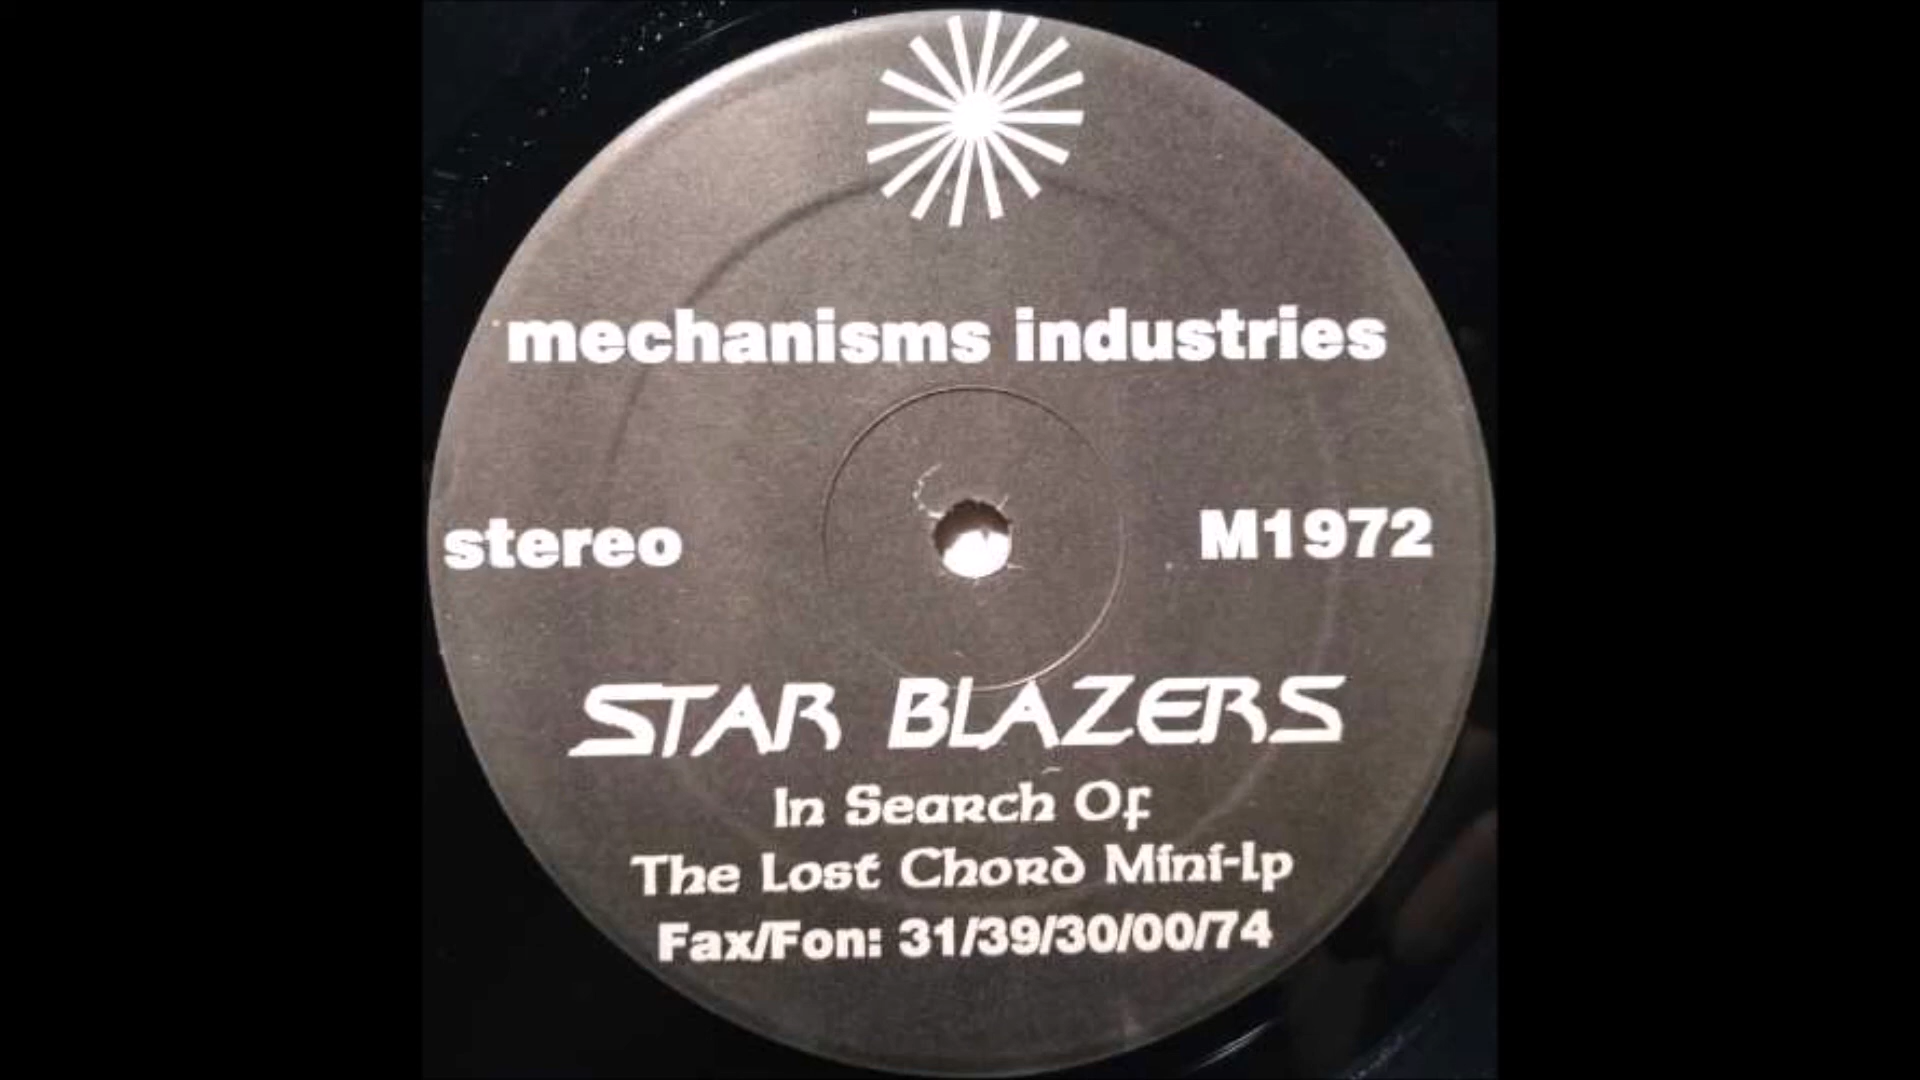 mechanisms industries
stereo
M1972
STAR BLAZERS
In Search Of
The Lost Chord Mini-Lp
Fax/Fon: 31/39/30/00/74